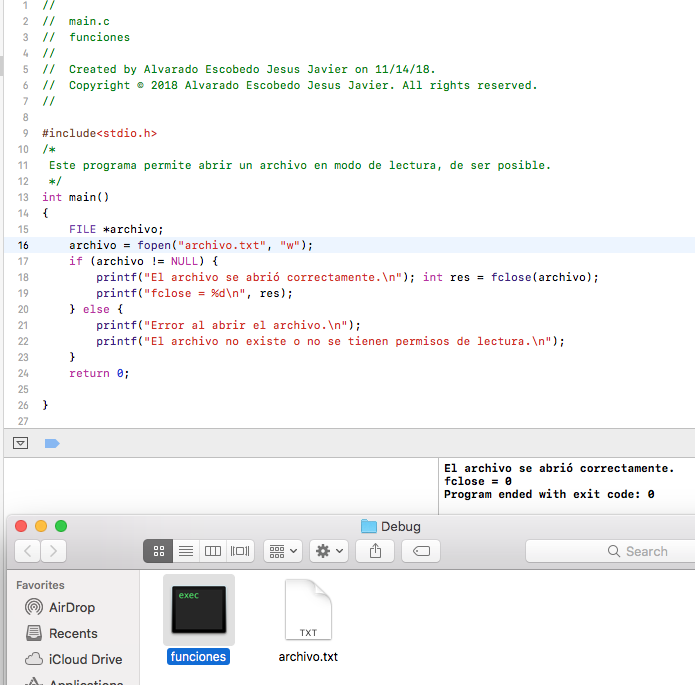 1 //
2 //  main.c
3 //  funciones
4 //
5 //  Created by Alvarado Escobedo Jesus Javier on 11/14/18.
6 //  Copyright © 2018 Alvarado Escobedo Jesus Javier. All rights reserved.
7 //
8
9 #include<stdio.h>
10 /*
11  Este programa permite abrir un archivo en modo de lectura, de ser posible.
12  */
13 int main()
14 {
15     FILE *archivo;
16     archivo = fopen("archivo.txt", "w");
17     if (archivo != NULL) {
18         printf("El archivo se abrió correctamente.\n"); int res = fclose(archivo);
19         printf("fclose = %d\n", res);
20     } else {
21         printf("Error al abrir el archivo.\n");
22         printf("El archivo no existe o no se tienen permisos de lectura.\n");
23     }
24     return 0;
25
26 }
27
El archivo se abrió correctamente.
fclose = 0
Program ended with exit code: 0
Debug
Search
Favorites
AirDrop
Recents
iCloud Drive
Applications
exec
funciones
TXT
archivo.txt